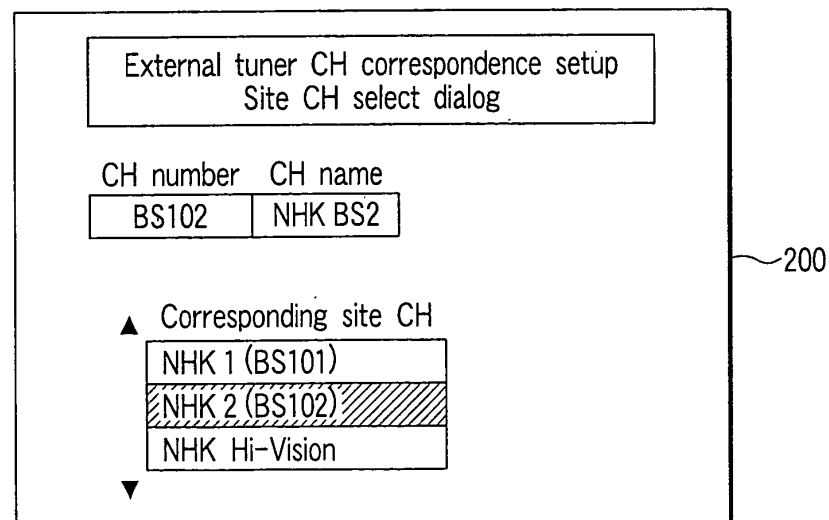 External tuner CH correspondence setup
Site CH select dialog
CH number CH name
BS102 NHK BS2
200
▲ Corresponding site CH
NHK 1 (BS101)
NHK 2 (BS102)
NHK Hi-Vision
▼